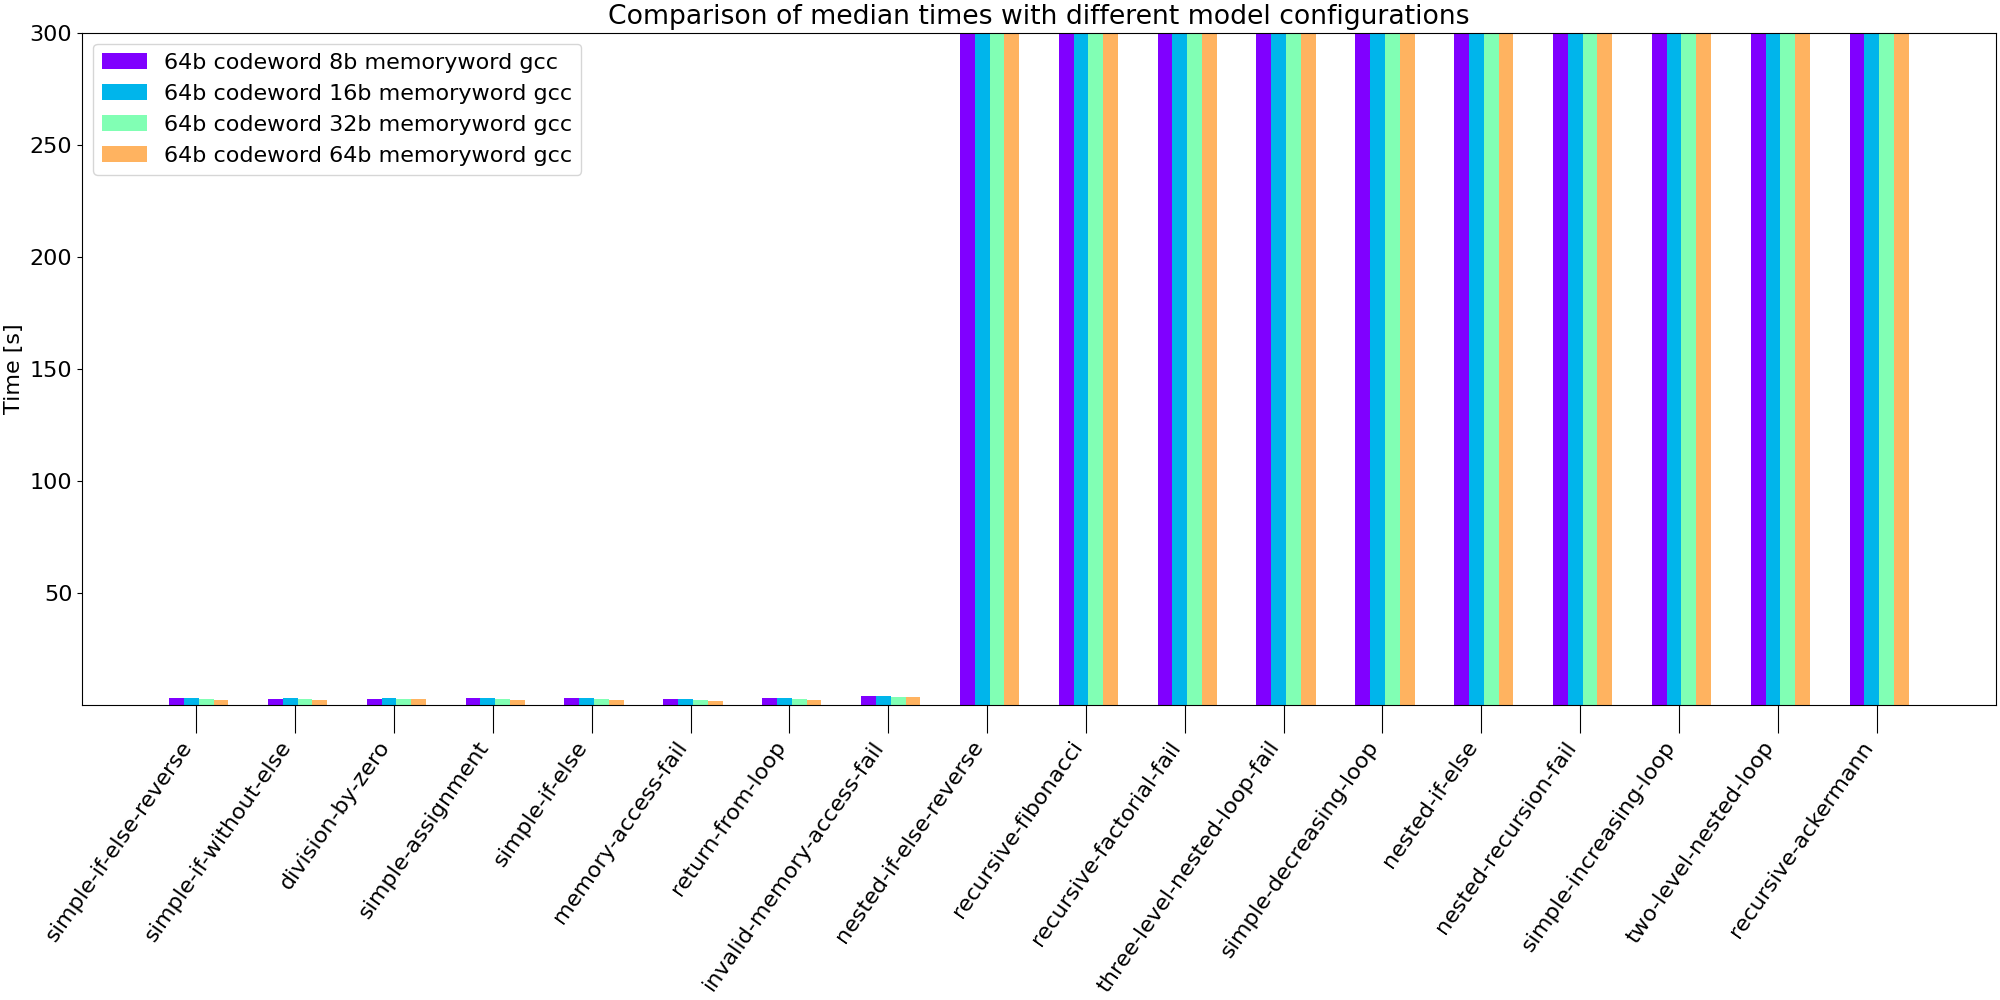 Comparison of median times with different model configurations
64b codeword 8b memoryword gcc
64b codeword 16b memoryword gcc
64b codeword 32b memoryword gcc
64b codeword 64b memoryword gcc
Time [s]
300
250
200
150
100
50
simple-if-else-reverse
simple-if-without-else
division-by-zero
simple-assignment
simple-if-else
memory-access-fail
return-from-loop
invalid-memory-access-fail
nested-if-else-reverse
recursive-fibonacci
recursive-factorial-fail
three-level-nested-loop-fail
simple-decreasing-loop
nested-if-else
nested-recursion-fail
simple-increasing-loop
two-level-nested-loop
recursive-ackermann